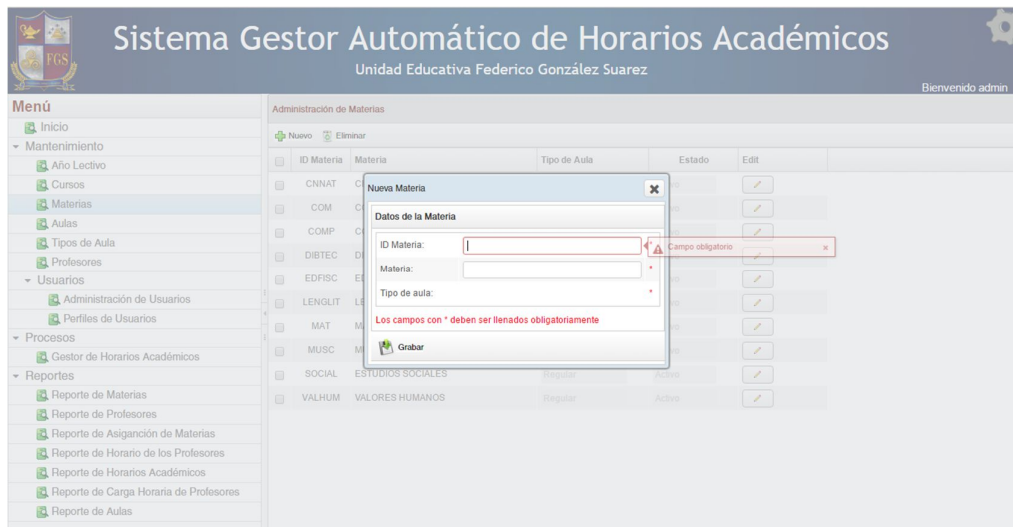 FGS
Sistema Gestor Automático de Horarios Académicos
Unidad Educativa Federico González Suarez
Bienvenido admin
Menú
Inicio
Mantenimiento
Año Lectivo
Cursos
Materias
Aulas
Tipos de Aula
Profesores
Usuarios
Administración de Usuarios
Perfiles de Usuarios
Procesos
Gestor de Horarios Académicos
Reportes
Reporte de Materias
Reporte de Profesores
Reporte de Asiganción de Materias
Reporte de Horario de los Profesores
Reporte de Horarios Académicos
Reporte de Carga Horaria de Profesores
Reporte de Aulas
Administración de Materias
Nuevo Eliminar
ID Materia Materia Tipo de Aula Estado Edit
CNNAT
COM
COMP
DIBTEC
EDFISC
LENGLIT
MAT
MUSC
SOCIAL ESTUDIOS SOCIALES Regular Activo
VALHUM VALORES HUMANOS Regular Activo
Nueva Materia
Datos de la Materia
ID Materia: *
Campo obligatorio
Materia: *
Tipo de aula: *
Los campos con * deben ser llenados obligatoriamente
Grabar